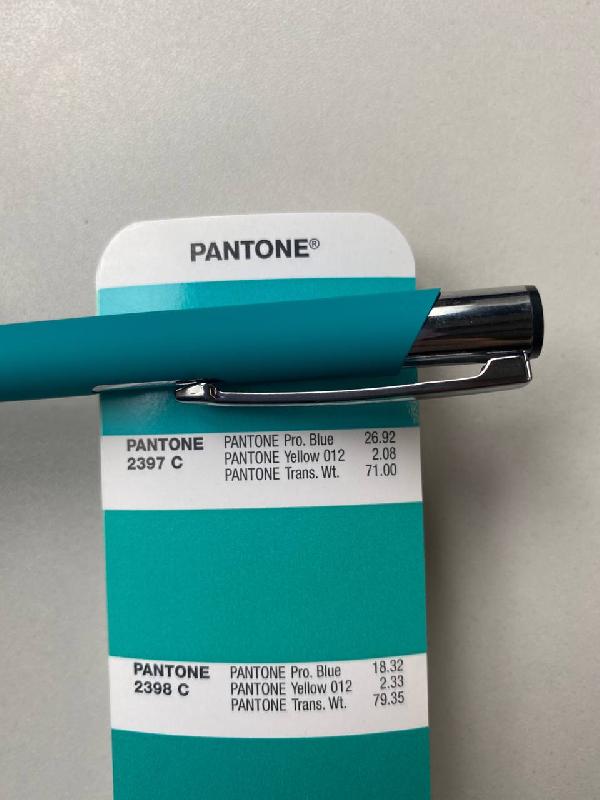 PANTONE®
PANTONE PANTONE Pro. Blue 26.92
2397 C PANTONE Yellow 012 2.08
PANTONE Trans. Wt. 71.00
PANTONE PANTONE Pro. Blue 18.32
2398 C PANTONE Yellow 012 2.33
PANTONE Trans. Wt. 79.35